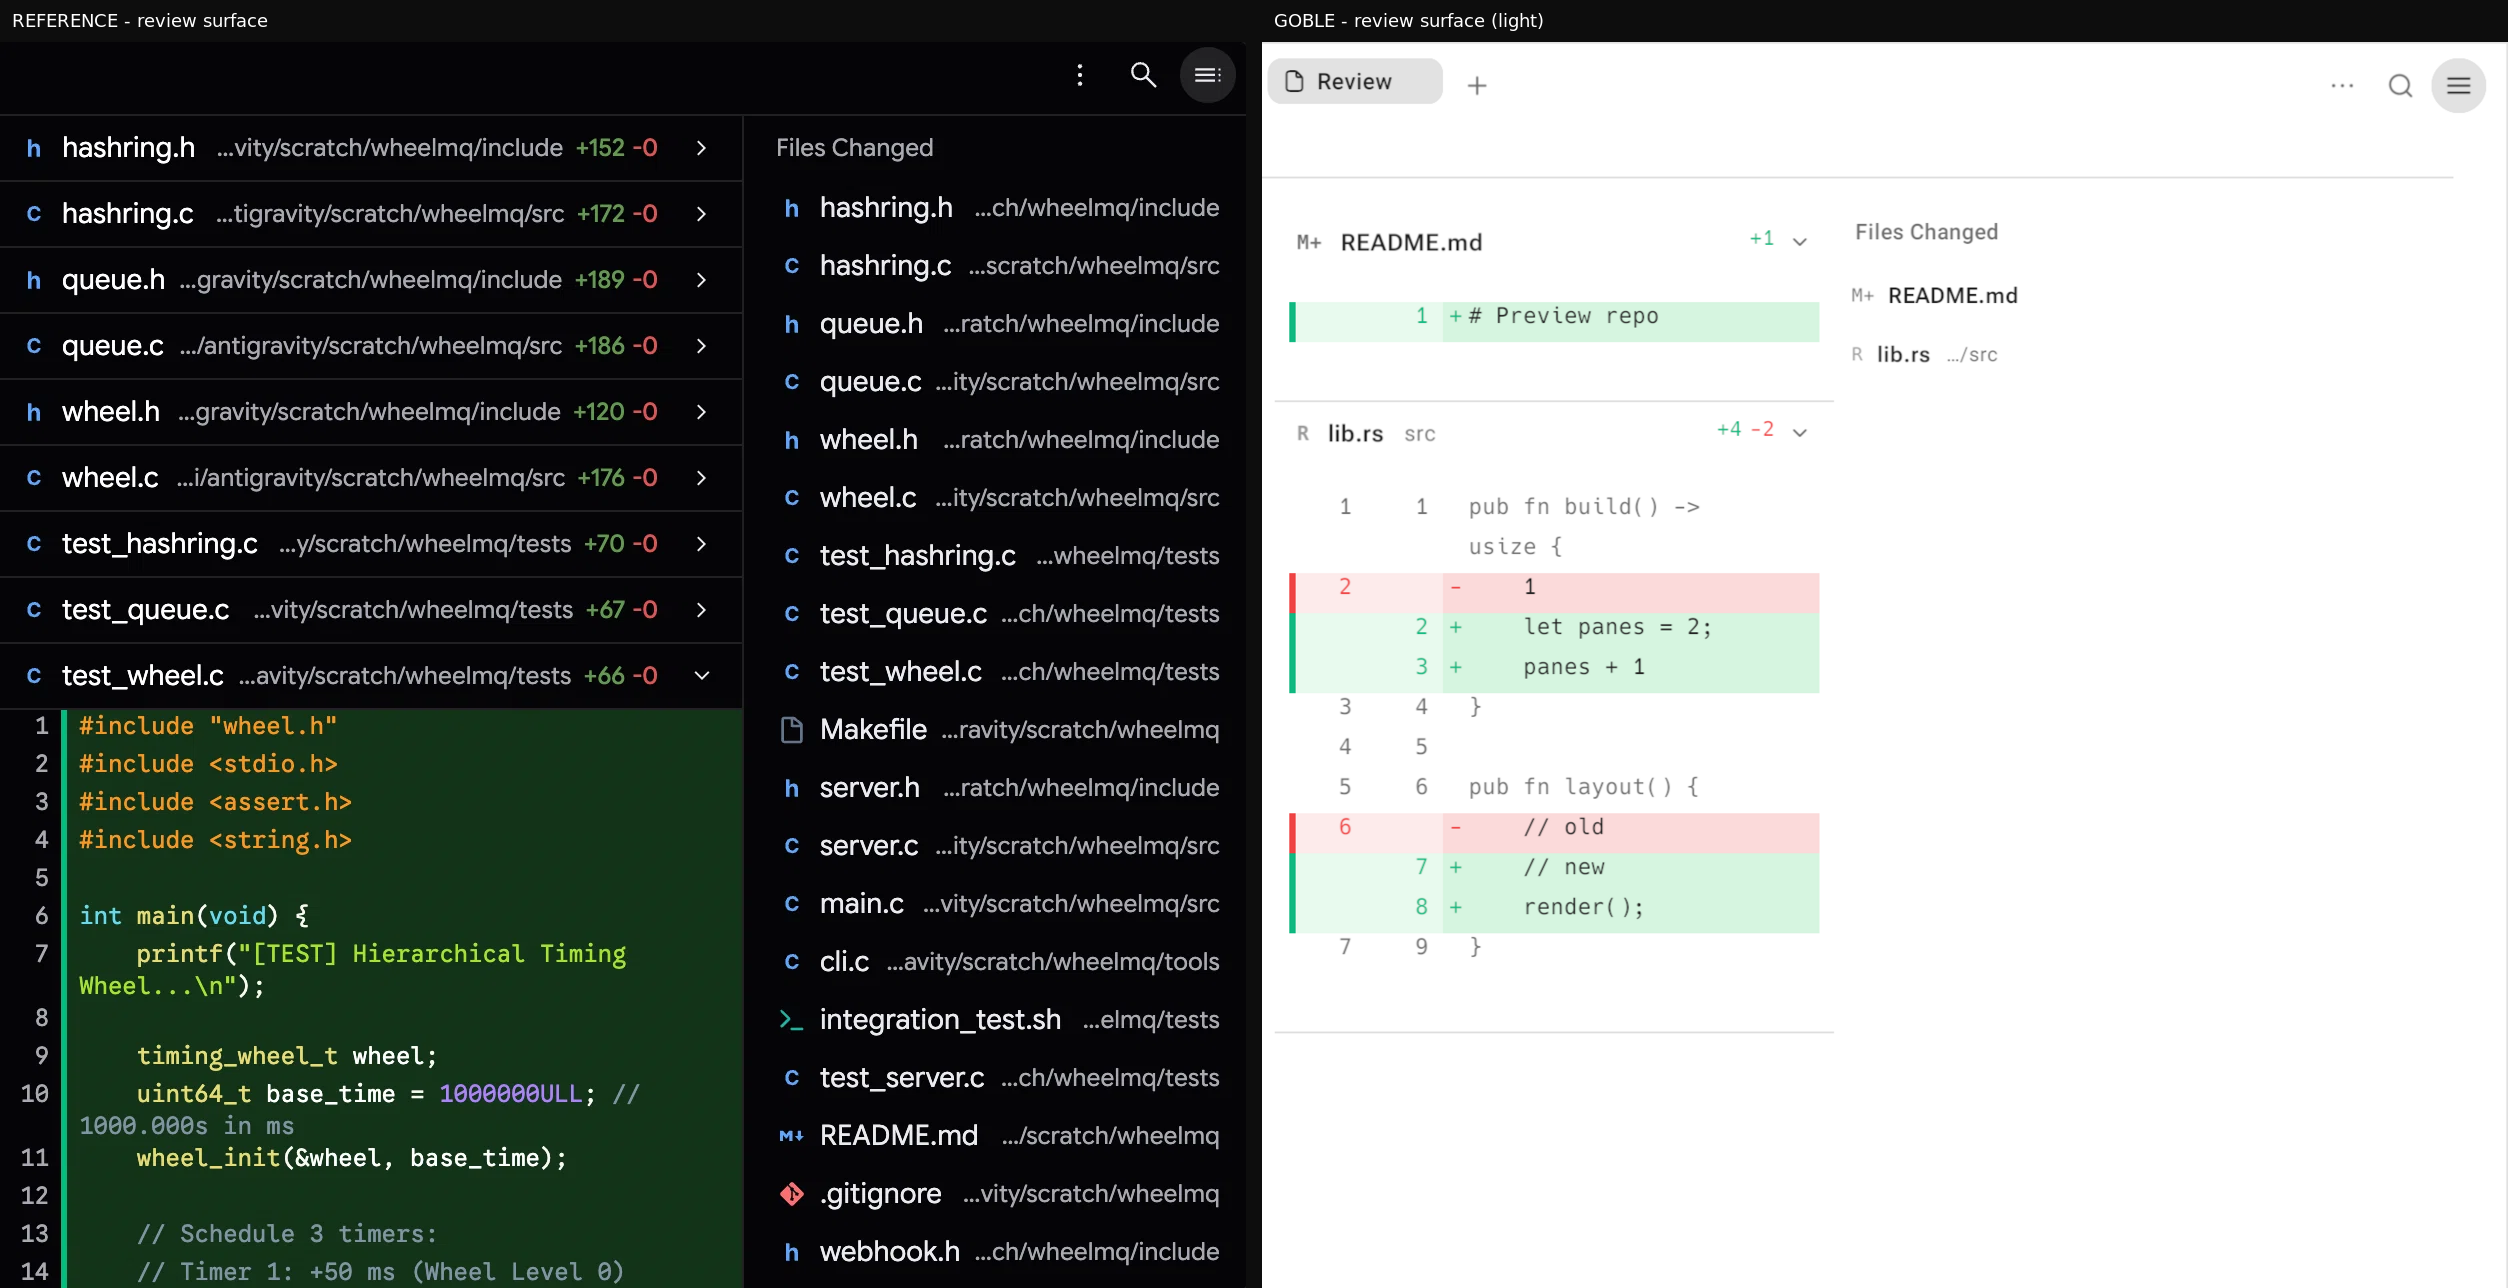 REFERENCE - review surface
h hashring.h ...vity/scratch/wheelmq/include +152 -0
C hashring.c ...tigravity/scratch/wheelmq/src +172 -0
h queue.h ...gravity/scratch/wheelmq/include +189 -0
C queue.c .../antigravity/scratch/wheelmq/src +186 -0
h wheel.h ...gravity/scratch/wheelmq/include +120 -0
C wheel.c ...i/antigravity/scratch/wheelmq/src +176 -0
C test_hashring.c ...y/scratch/wheelmq/tests +70 -0
C test_queue.c ...vity/scratch/wheelmq/tests +67 -0
C test_wheel.c ...avity/scratch/wheelmq/tests +66 -0
1 #include "wheel.h"
2 #include <stdio.h>
3 #include <assert.h>
4 #include <string.h>
5
6 int main(void) {
7 printf("[TEST] Hierarchical Timing
Wheel...\n");
8
9 timing_wheel_t wheel;
10 uint64_t base_time = 1000000ULL; //
1000.000s in ms
11 wheel_init(&wheel, base_time);
12
13 // Schedule 3 timers:
14 // Timer 1: +50 ms (Wheel Level 0)
Files Changed
h hashring.h ...ch/wheelmq/include
C hashring.c ...scratch/wheelmq/src
h queue.h ...ratch/wheelmq/include
C queue.c ...ity/scratch/wheelmq/src
h wheel.h ...ratch/wheelmq/include
C wheel.c ...ity/scratch/wheelmq/src
C test_hashring.c ...wheelmq/tests
C test_queue.c ...ch/wheelmq/tests
C test_wheel.c ...ch/wheelmq/tests
Makefile ...ravity/scratch/wheelmq
h server.h ...ratch/wheelmq/include
C server.c ...ity/scratch/wheelmq/src
C main.c ...vity/scratch/wheelmq/src
C cli.c ...avity/scratch/wheelmq/tools
integration_test.sh ...elmq/tests
C test_server.c ...ch/wheelmq/tests
M↓ README.md .../scratch/wheelmq
.gitignore ...vity/scratch/wheelmq
h webhook.h ...ch/wheelmq/include
GOBLE - review surface (light)
Review
M+ README.md +1
1 +# Preview repo
R lib.rs src +4 -2
1 1 pub fn build() ->
usize {
2 - 1
2 + let panes = 2;
3 + panes + 1
3 4 }
4 5
5 6 pub fn layout() {
6 - // old
7 + // new
8 + render();
7 9 }
Files Changed
M+ README.md
R lib.rs .../src